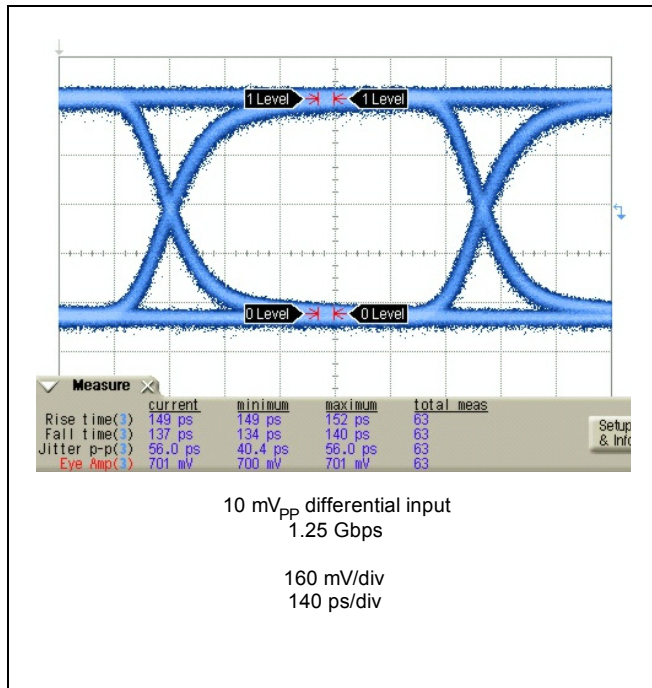 1 Level 1 Level
0 Level 0 Level
Measure
current minimum maximum total meas
Rise time(3) 149 ps 149 ps 152 ps 63
Fall time(3) 137 ps 134 ps 140 ps 63
Jitter p-p(3) 56.0 ps 40.4 ps 56.0 ps 63
Eye Amp(3) 701 mV 700 mV 701 mV 63
Setup
& Info
10 mVPP differential input
1.25 Gbps
160 mV/div
140 ps/div